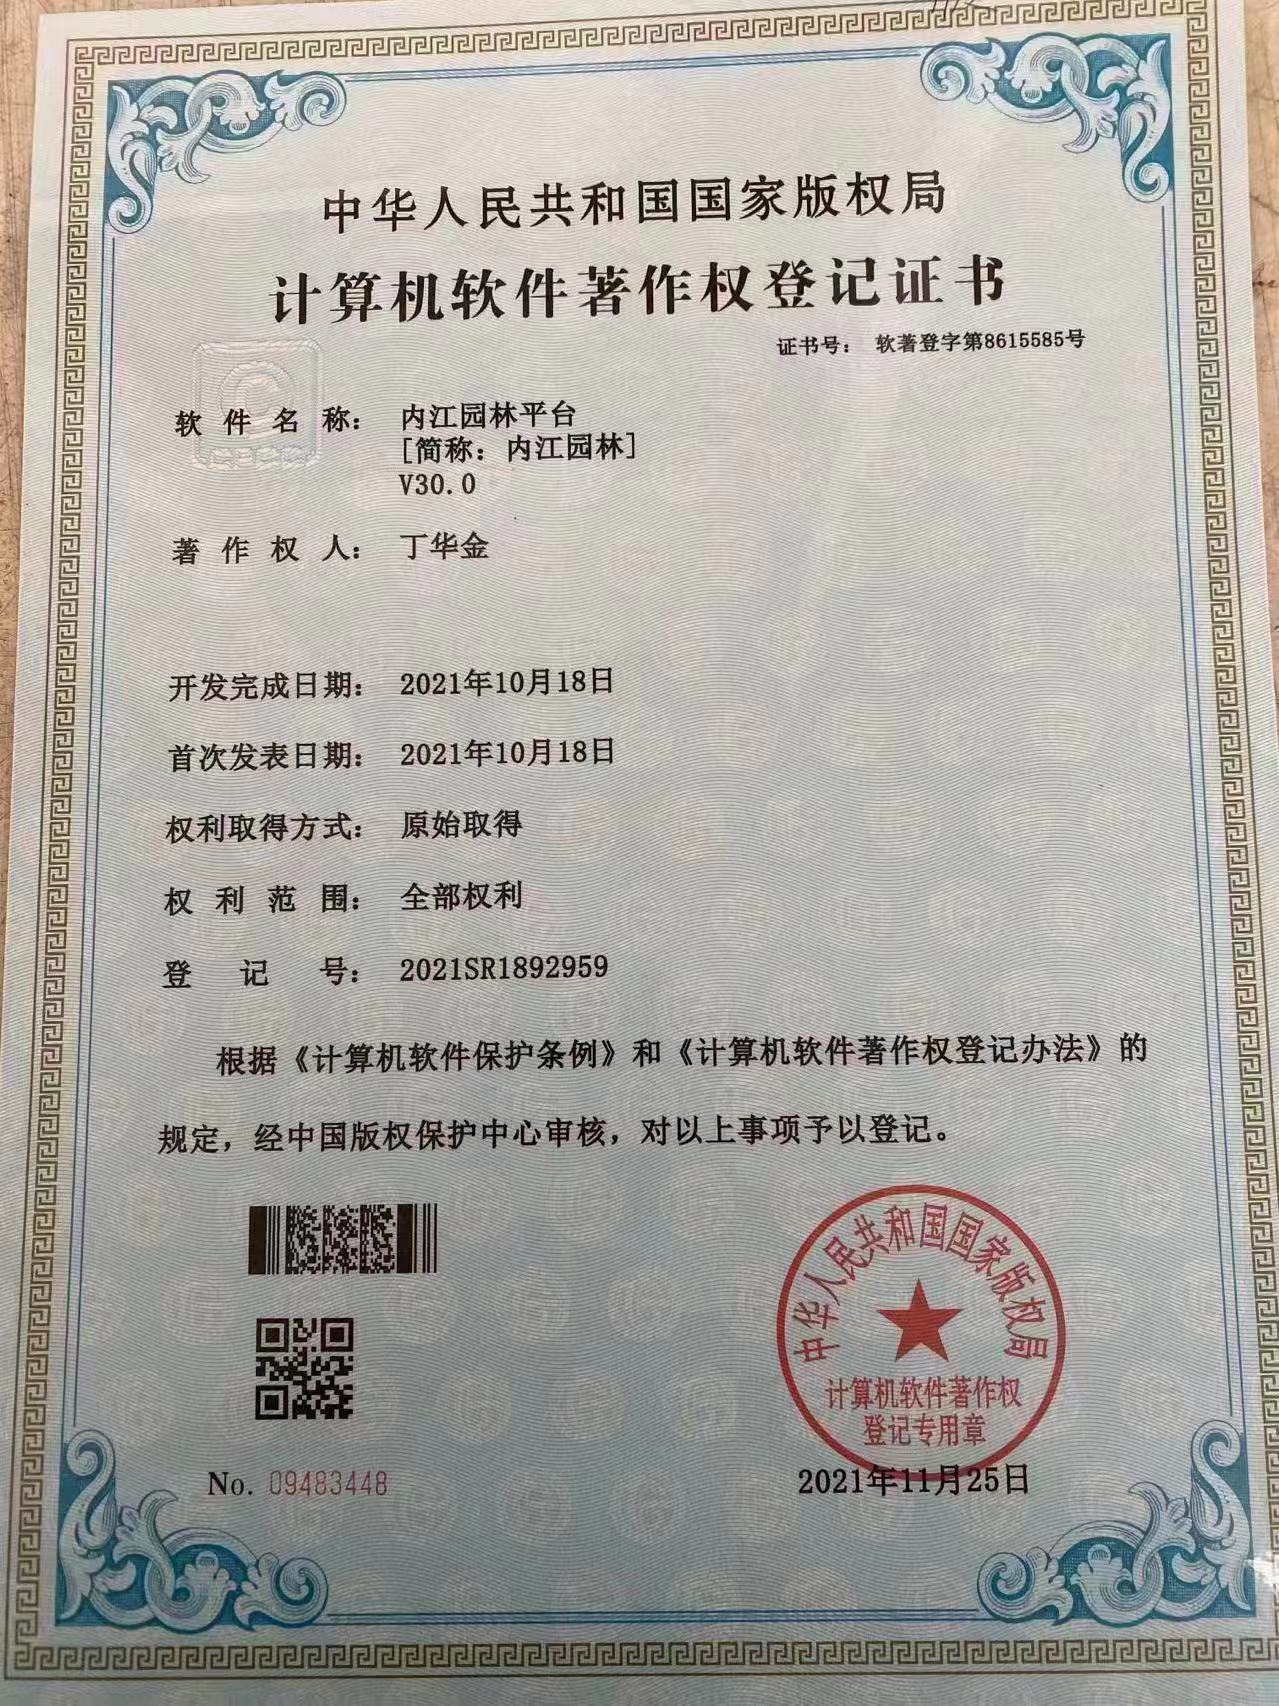 中华人民共和国国家版权局
计算机软件著作权登记证书
证书号： 软著登字第8615585号
软件名称： 内江园林平台
[简称：内江园林]
V30.0
著作权人： 丁华金
开发完成日期： 2021年10月18日
首次发表日期： 2021年10月18日
权利取得方式： 原始取得
权利范围： 全部权利
登记号： 2021SR1892959
根据《计算机软件保护条例》和《计算机软件著作权登记办法》的
规定，经中国版权保护中心审核，对以上事项予以登记。
中华人民共和国国家版权局
计算机软件著作权
登记专用章
No. 09483448
2021年11月25日